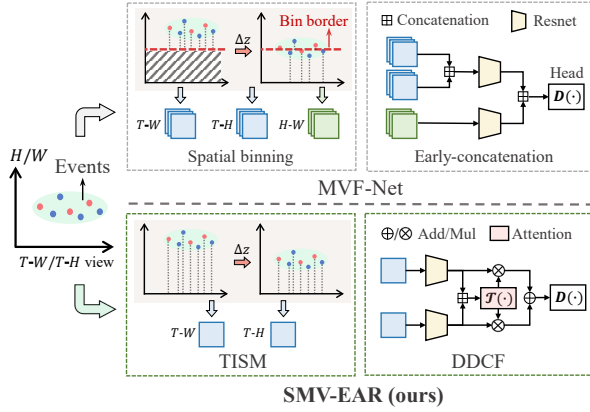 Bin border
Δz
T-W
T-H
H-W
Spatial binning
Concatenation
Resnet
Head
D(·)
Early-concatenation
MVF-Net
H/W
Events
T-W/T-H view
Δz
T-W
T-H
TISM
⊕/⊗ Add/Mul
Attention
𝒯(·)
D(·)
DDCF
SMV-EAR (ours)